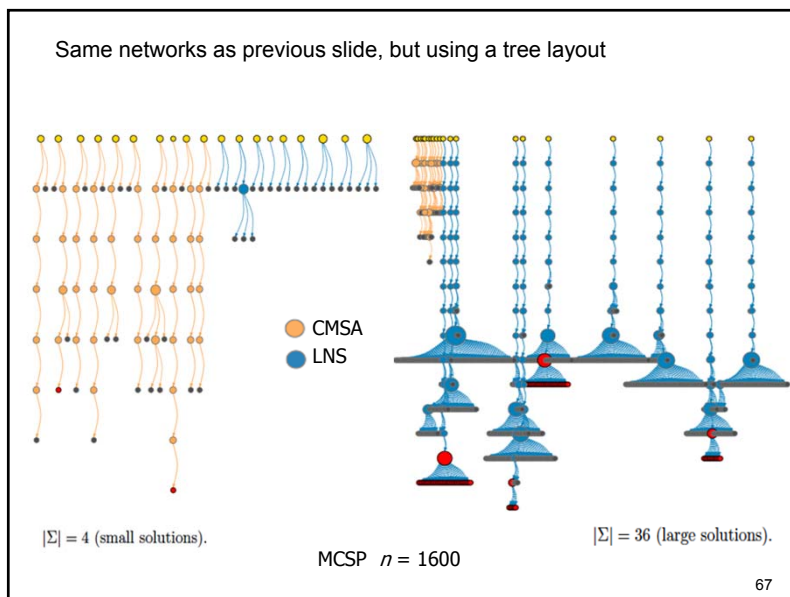 Same networks as previous slide, but using a tree layout
CMSA
LNS
|Σ| = 4 (small solutions).
|Σ| = 36 (large solutions).
MCSP n = 1600
67